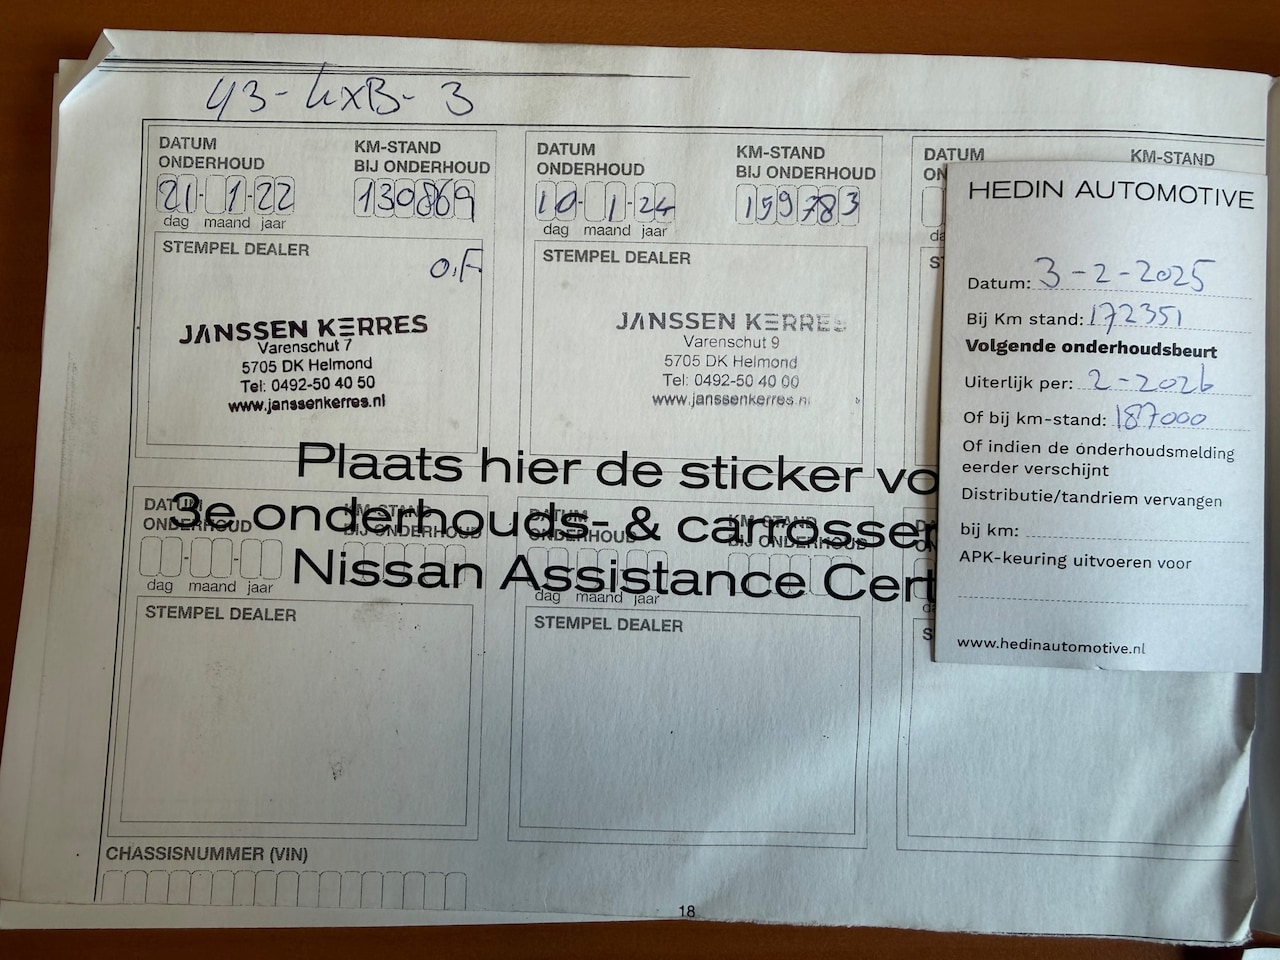 43-LXB-3
DATUM ONDERHOUD
21-1-22
dag maand jaar
KM-STAND BIJ ONDERHOUD
130869
STEMPEL DEALER
O.F
JANSSEN KERRES
Varenschut 7
5705 DK Helmond
Tel: 0492-50 40 50
www.janssenkerres.nl
DATUM ONDERHOUD
10-1-24
dag maand jaar
KM-STAND BIJ ONDERHOUD
159783
STEMPEL DEALER
JANSSEN KERRES
Varenschut 9
5705 DK Helmond
Tel: 0492-50 40 00
www.janssenkerres.nl
DATUM
KM-STAND
HEDIN AUTOMOTIVE
Datum: 3-2-2025
Bij Km stand: 172351
Volgende onderhoudsbeurt
Uiterlijk per: 2-2026
Of bij km-stand: 187000
Of indien de onderhoudsmelding
eerder verschijnt
Distributie/tandriem vervangen
bij km:
APK-keuring uitvoeren voor
www.hedinautomotive.nl
Plaats hier de sticker vo
3e onderhouds- & carrosser
Nissan Assistance Cert
DATUM ONDERHOUD
dag maand jaar
KM-STAND BIJ ONDERHOUD
STEMPEL DEALER
DATUM ONDERHOUD
dag maand jaar
KM-STAND BIJ ONDERHOUD
STEMPEL DEALER
CHASSISNUMMER (VIN)
18